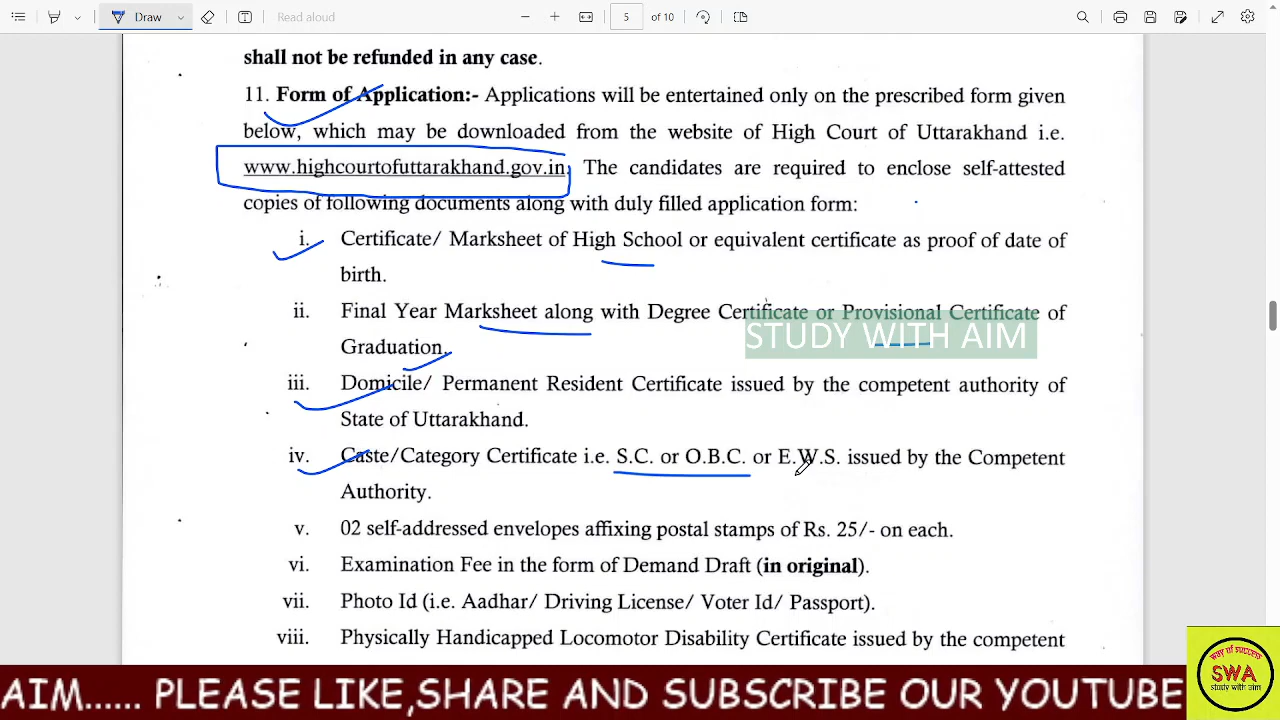 Draw
Read aloud
5
of 10
shall not be refunded in any case.
11. Form of Application:- Applications will be entertained only on the prescribed form given
below, which may be downloaded from the website of High Court of Uttarakhand i.e.
www.highcourtofuttarakhand.gov.in. The candidates are required to enclose self-attested
copies of following documents along with duly filled application form:
i. Certificate/ Marksheet of High School or equivalent certificate as proof of date of
birth.
ii. Final Year Marksheet along with Degree Certificate or Provisional Certificate of
STUDY WITH AIM
Graduation.
iii. Domicile/ Permanent Resident Certificate issued by the competent authority of
State of Uttarakhand.
iv. Caste/Category Certificate i.e. S.C. or O.B.C. or E.W.S. issued by the Competent
Authority.
v. 02 self-addressed envelopes affixing postal stamps of Rs. 25/- on each.
vi. Examination Fee in the form of Demand Draft (in original).
vii. Photo Id (i.e. Aadhar/ Driving License/ Voter Id/ Passport).
viii. Physically Handicapped Locomotor Disability Certificate issued by the competent
way of success
SWA
study with aim
AIM...... PLEASE LIKE,SHARE AND SUBSCRIBE OUR YOUTUBE